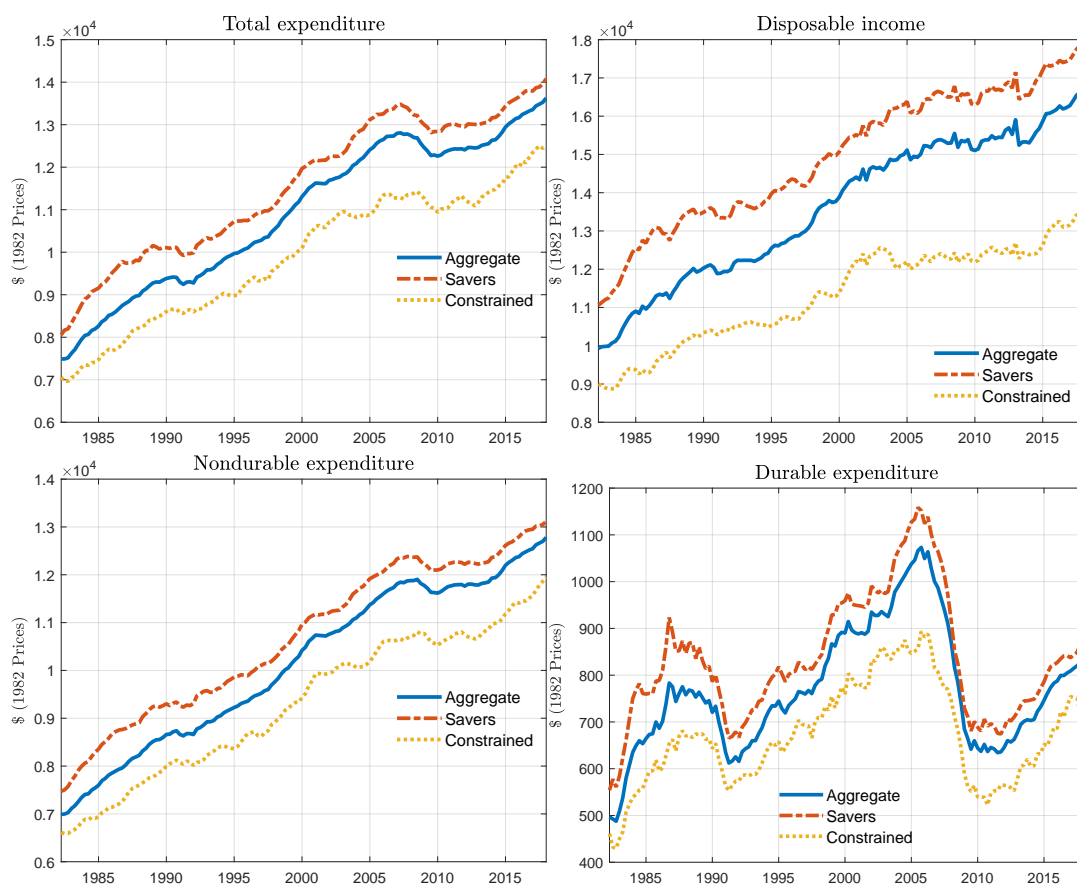 Total expenditure
×10⁴
1.5
1.4
1.3
1.2
1.1
1
0.9
0.8
0.7
0.6
$ (1982 Prices)
Aggregate
Savers
Constrained
1985 1990 1995 2000 2005 2010 2015
Disposable income
×10⁴
1.8
1.7
1.6
1.5
1.4
1.3
1.2
1.1
1
0.9
0.8
$ (1982 Prices)
Aggregate
Savers
Constrained
1985 1990 1995 2000 2005 2010 2015
Nondurable expenditure
×10⁴
1.4
1.3
1.2
1.1
1
0.9
0.8
0.7
0.6
$ (1982 Prices)
Aggregate
Savers
Constrained
1985 1990 1995 2000 2005 2010 2015
Durable expenditure
1200
1100
1000
900
800
700
600
500
400
$ (1982 Prices)
Aggregate
Savers
Constrained
1985 1990 1995 2000 2005 2010 2015